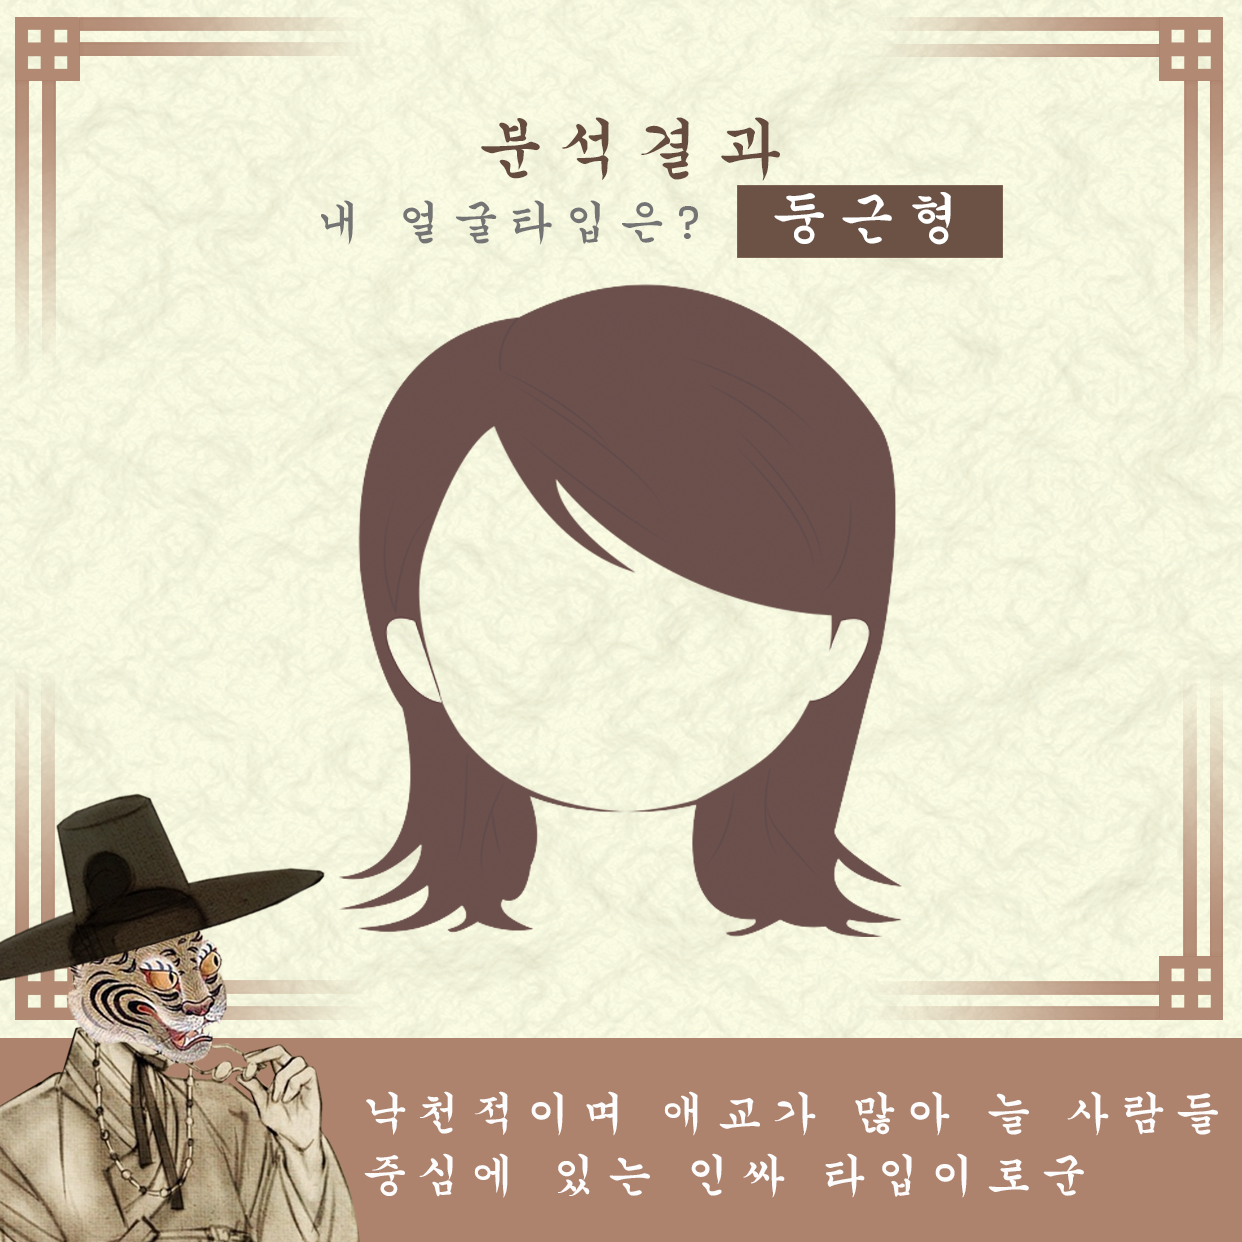 분석결과
내 얼굴타입은? 둥근형
낙천적이며 애교가 많아 늘 사람들
중심에 있는 인싸 타입이로군